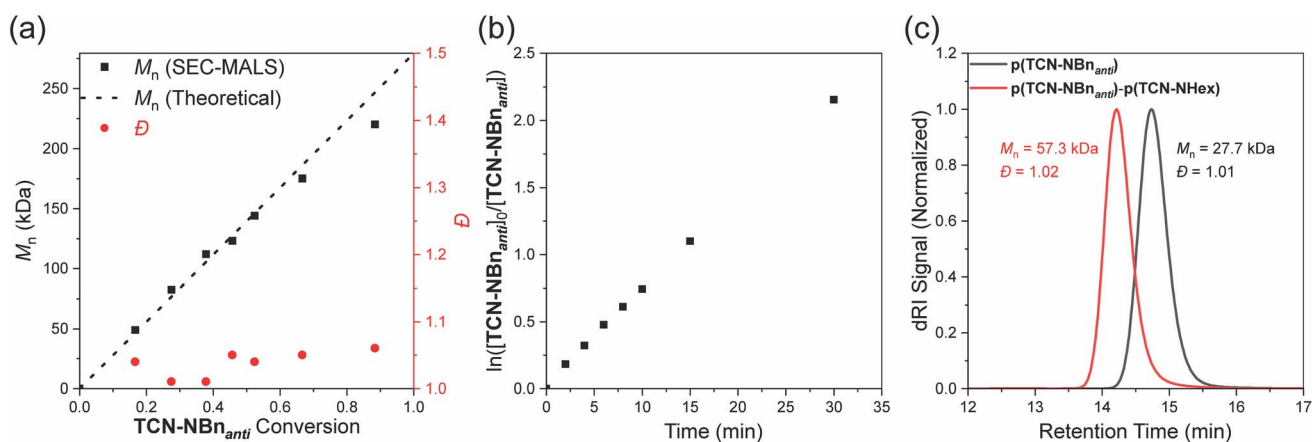 (a)
Mn (SEC-MALS)
Mn (Theoretical)
Đ
Mn (kDa)
0
50
100
150
200
250
0.0
0.2
0.4
0.6
0.8
1.0
TCN-NBnanti Conversion
1.0
1.1
1.2
1.3
1.4
1.5
Đ
(b)
ln([TCN-NBnanti]0/[TCN-NBnanti])
0.0
0.5
1.0
1.5
2.0
2.5
0
5
10
15
20
25
30
35
Time (min)
(c)
p(TCN-NBnanti)
p(TCN-NBnanti)-p(TCN-NHex)
Mn = 57.3 kDa
Đ = 1.02
Mn = 27.7 kDa
Đ = 1.01
dRI Signal (Normalized)
0.0
0.2
0.4
0.6
0.8
1.0
1.2
12
13
14
15
16
17
Retention Time (min)